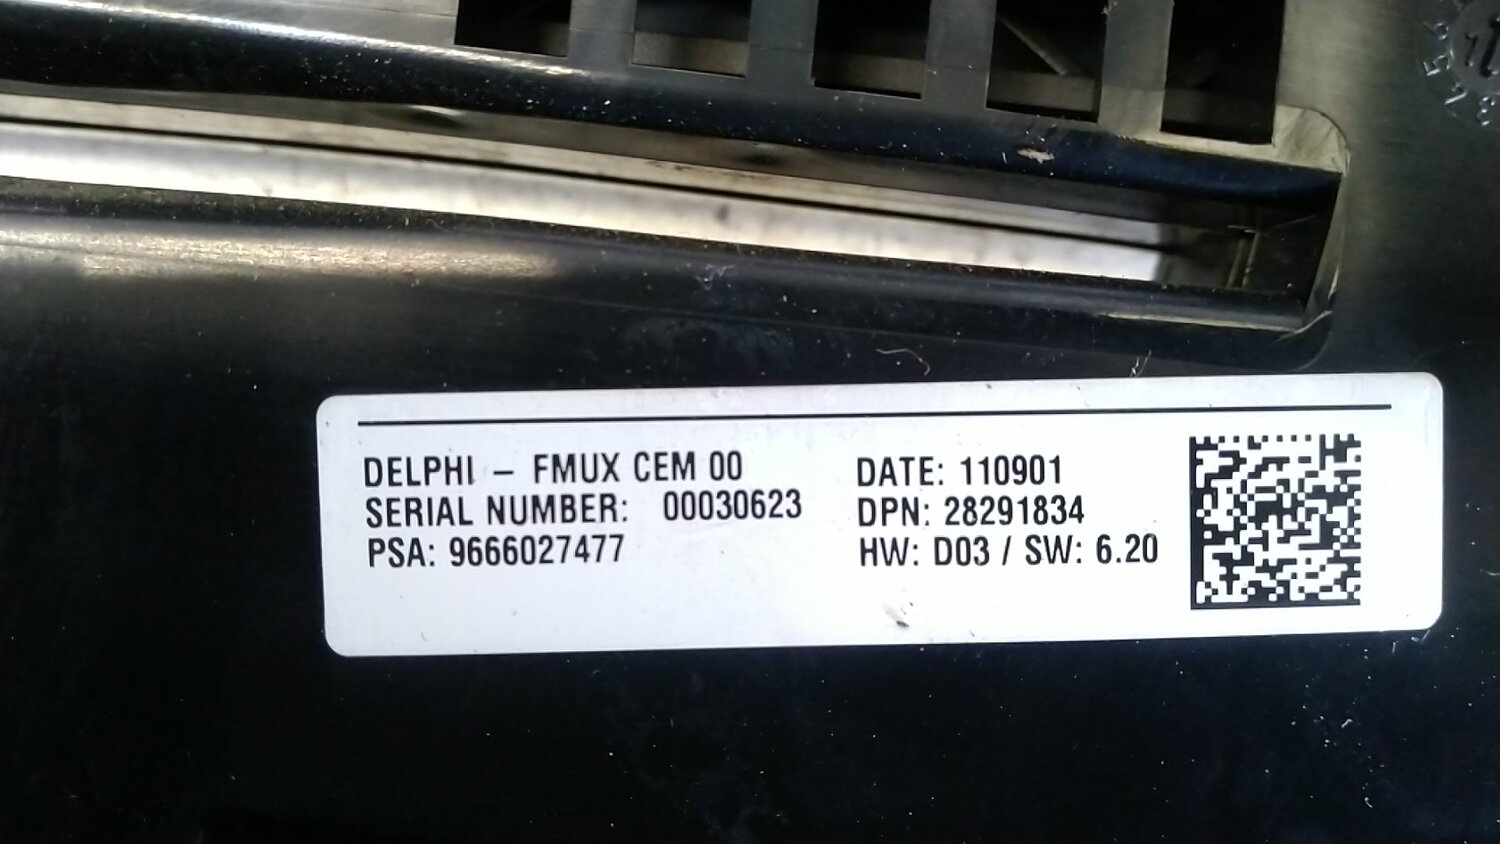 DELPHI – FMUX CEM 00
SERIAL NUMBER: 00030623
PSA: 9666027477
DATE: 110901
DPN: 28291834
HW: D03 / SW: 6.20